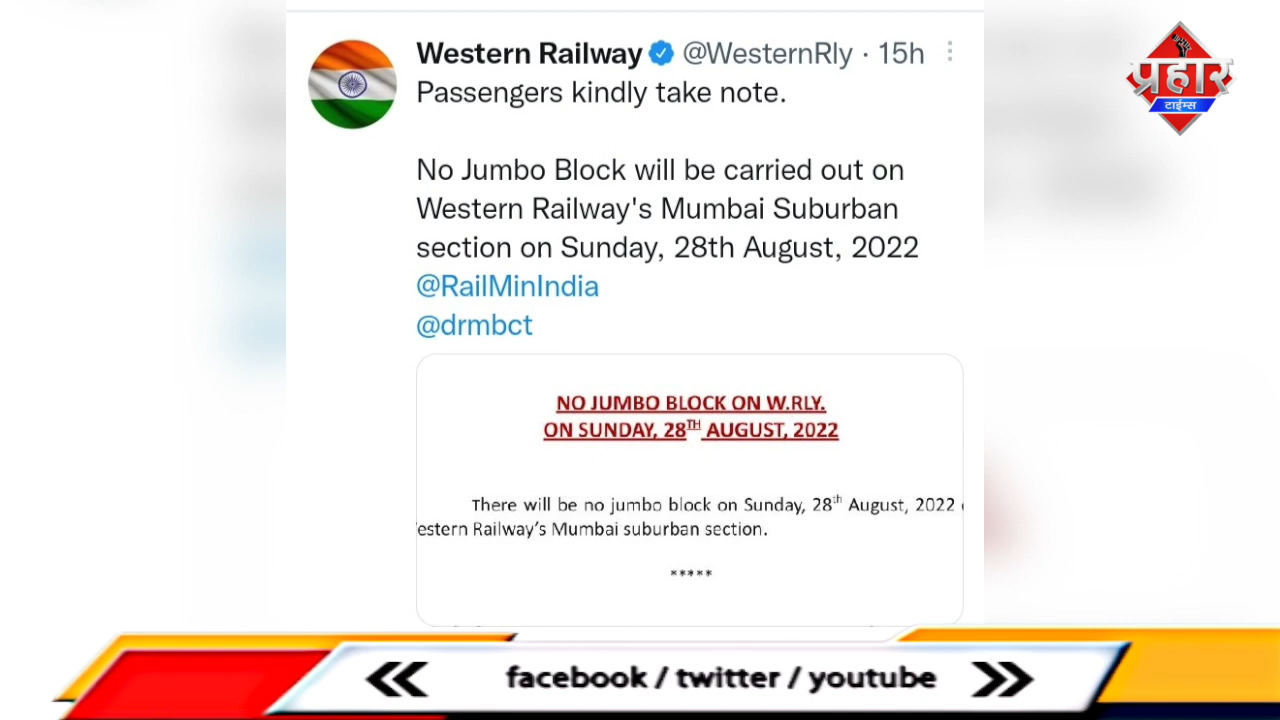 Western Railway @WesternRly · 15h
Passengers kindly take note.
No Jumbo Block will be carried out on
Western Railway's Mumbai Suburban
section on Sunday, 28th August, 2022
@RailMinIndia
@drmbct
NO JUMBO BLOCK ON W.RLY.
ON SUNDAY, 28TH AUGUST, 2022
There will be no jumbo block on Sunday, 28th August, 2022
estern Railway's Mumbai suburban section.
*****
प्रहार
टाईम्स
facebook / twitter / youtube